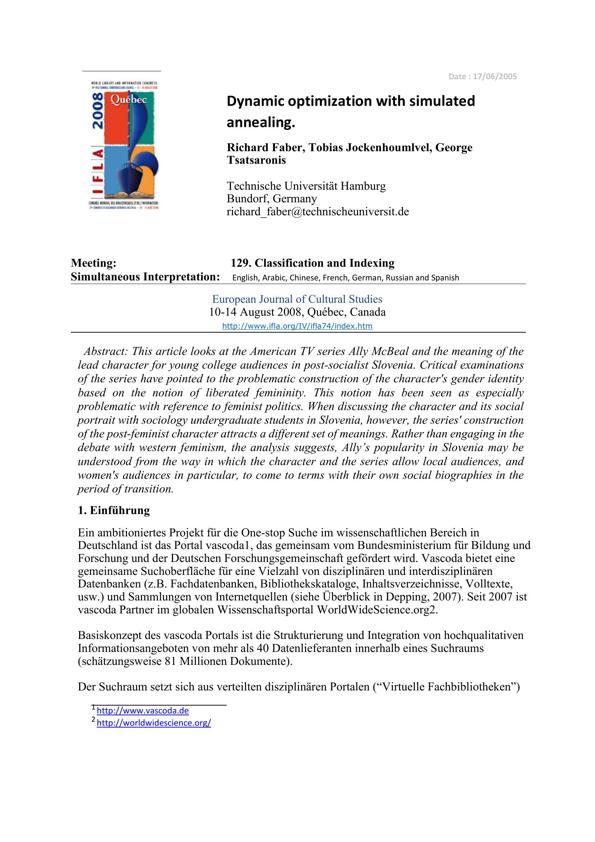 Date : 17/06/2005
WORLD LIBRARY AND INFORMATION CONGRESS:
2008
Québec
IFLA
Dynamic optimization with simulated
annealing.
Richard Faber, Tobias Jockenhoumlvel, George
Tsatsaronis
Technische Universität Hamburg
Bundorf, Germany
richard_faber@technischeuniversit.de
Meeting: 129. Classification and Indexing
Simultaneous Interpretation: English, Arabic, Chinese, French, German, Russian and Spanish
European Journal of Cultural Studies
10-14 August 2008, Québec, Canada
http://www.ifla.org/IV/ifla74/index.htm
Abstract: This article looks at the American TV series Ally McBeal and the meaning of the
lead character for young college audiences in post-socialist Slovenia. Critical examinations
of the series have pointed to the problematic construction of the character's gender identity
based on the notion of liberated femininity. This notion has been seen as especially
problematic with reference to feminist politics. When discussing the character and its social
portrait with sociology undergraduate students in Slovenia, however, the series' construction
of the post-feminist character attracts a different set of meanings. Rather than engaging in the
debate with western feminism, the analysis suggests, Ally's popularity in Slovenia may be
understood from the way in which the character and the series allow local audiences, and
women's audiences in particular, to come to terms with their own social biographies in the
period of transition.
1. Einführung
Ein ambitioniertes Projekt für die One-stop Suche im wissenschaftlichen Bereich in
Deutschland ist das Portal vascoda1, das gemeinsam vom Bundesministerium für Bildung und
Forschung und der Deutschen Forschungsgemeinschaft gefördert wird. Vascoda bietet eine
gemeinsame Suchoberfläche für eine Vielzahl von disziplinären und interdisziplinären
Datenbanken (z.B. Fachdatenbanken, Bibliothekskataloge, Inhaltsverzeichnisse, Volltexte,
usw.) und Sammlungen von Internetquellen (siehe Überblick in Depping, 2007). Seit 2007 ist
vascoda Partner im globalen Wissenschaftsportal WorldWideScience.org2.
Basiskonzept des vascoda Portals ist die Strukturierung und Integration von hochqualitativen
Informationsangeboten von mehr als 40 Datenlieferanten innerhalb eines Suchraums
(schätzungsweise 81 Millionen Dokumente).
Der Suchraum setzt sich aus verteilten disziplinären Portalen (“Virtuelle Fachbibliotheken”)
1 http://www.vascoda.de
2 http://worldwidescience.org/